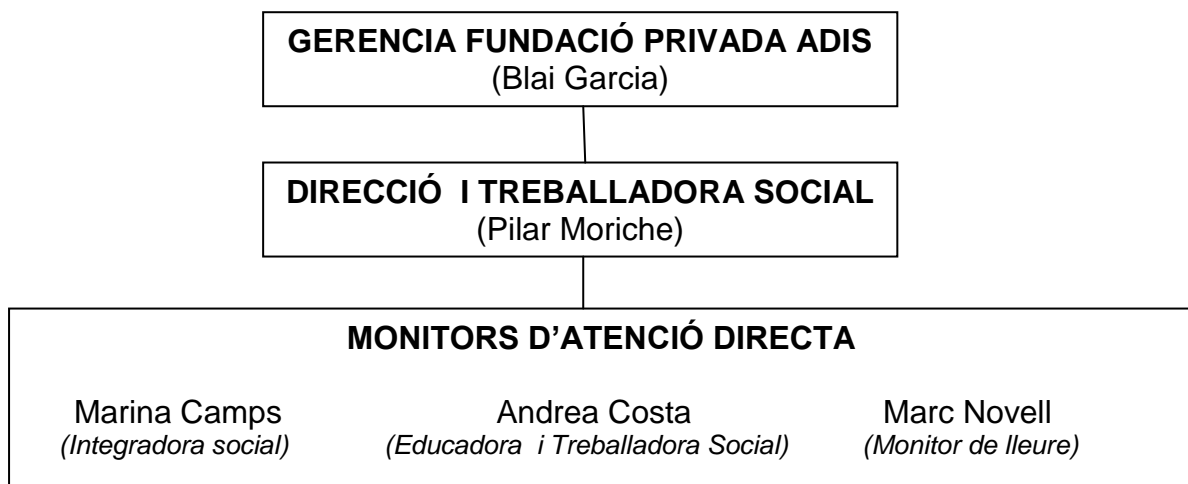 GERENCIA FUNDACIÓ PRIVADA ADIS
(Blai Garcia)
DIRECCIÓ I TREBALLADORA SOCIAL
(Pilar Moriche)
MONITORS D’ATENCIÓ DIRECTA
Marina Camps Andrea Costa Marc Novell
(Integradora social) (Educadora i Treballadora Social) (Monitor de lleure)